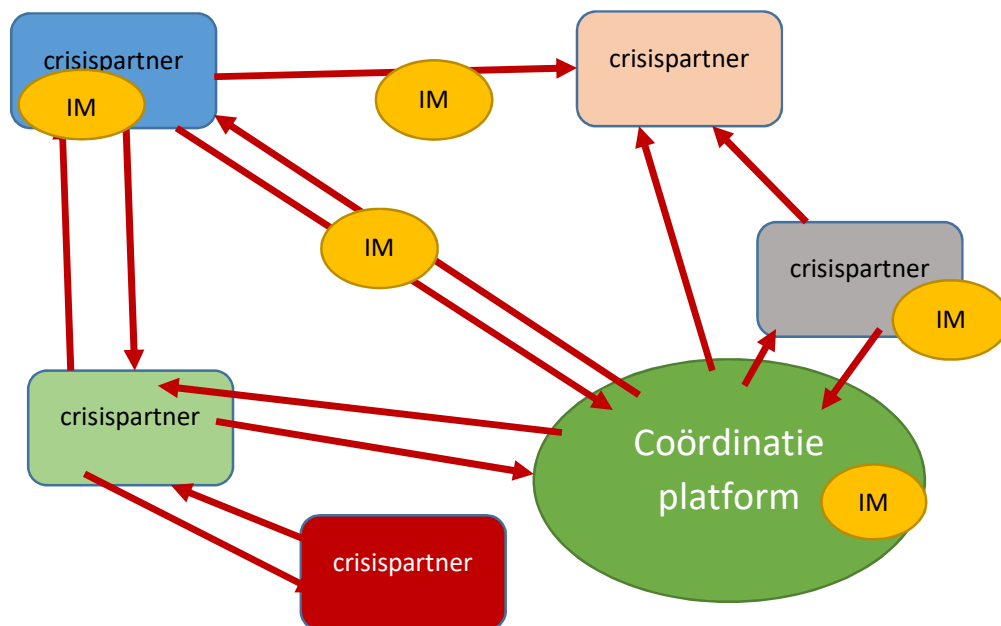 crisispartner
IM
IM
crisispartner
IM
crisispartner
IM
crisispartner
Coördinatie
platform
IM
crisispartner